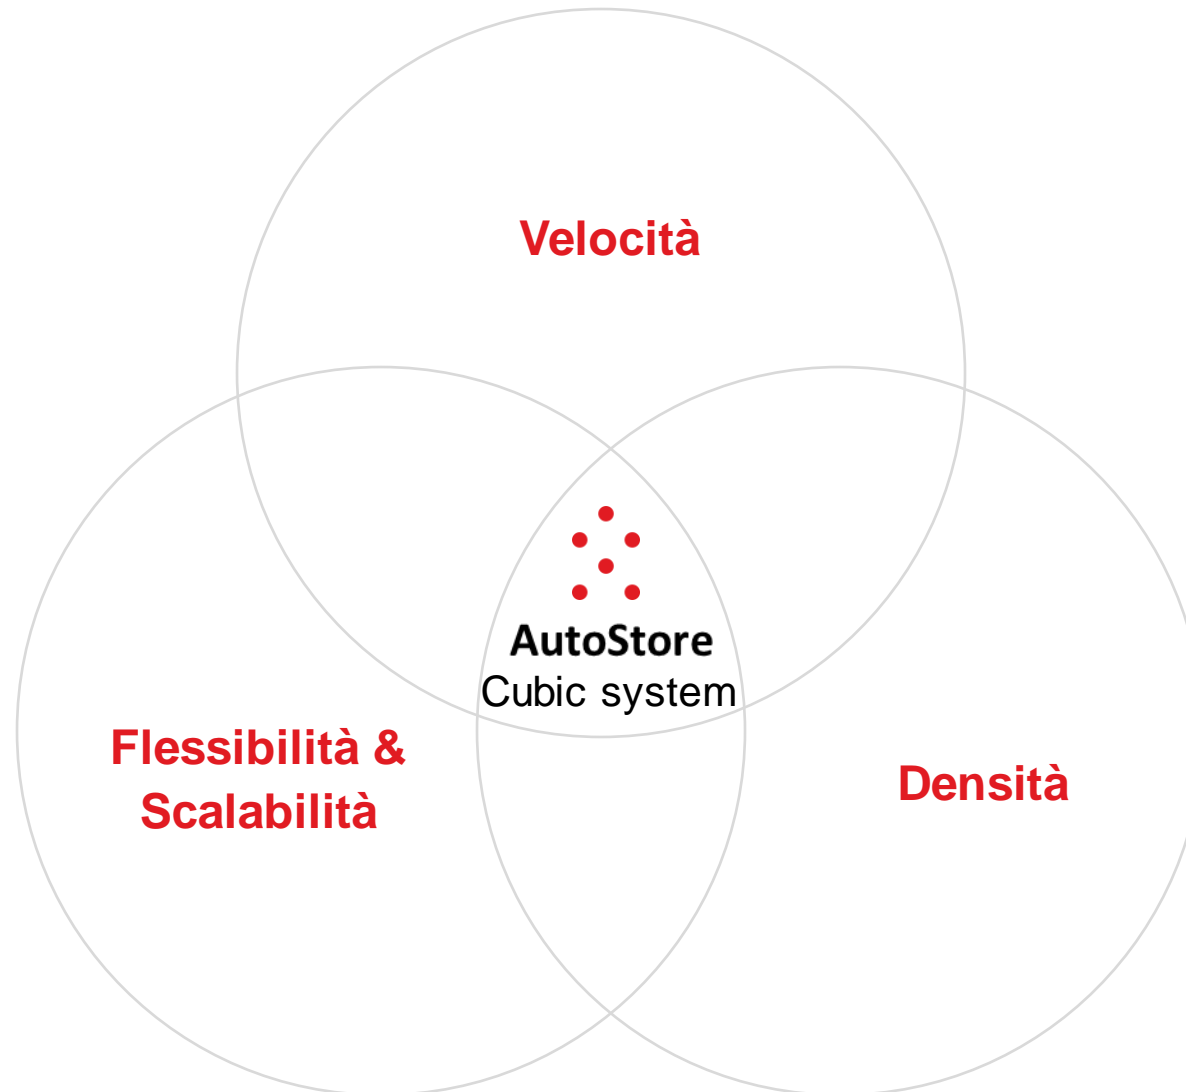 Velocità
AutoStore
Cubic system
Flessibilità &
Scalabilità
Densità